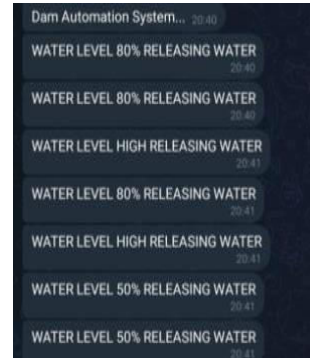 Dam Automation System... 20:40
WATER LEVEL 80% RELEASING WATER
20:40
WATER LEVEL 80% RELEASING WATER
20:40
WATER LEVEL HIGH RELEASING WATER
20:41
WATER LEVEL 80% RELEASING WATER
20:41
WATER LEVEL HIGH RELEASING WATER
20:41
WATER LEVEL 50% RELEASING WATER
20:41
WATER LEVEL 50% RELEASING WATER
20:41